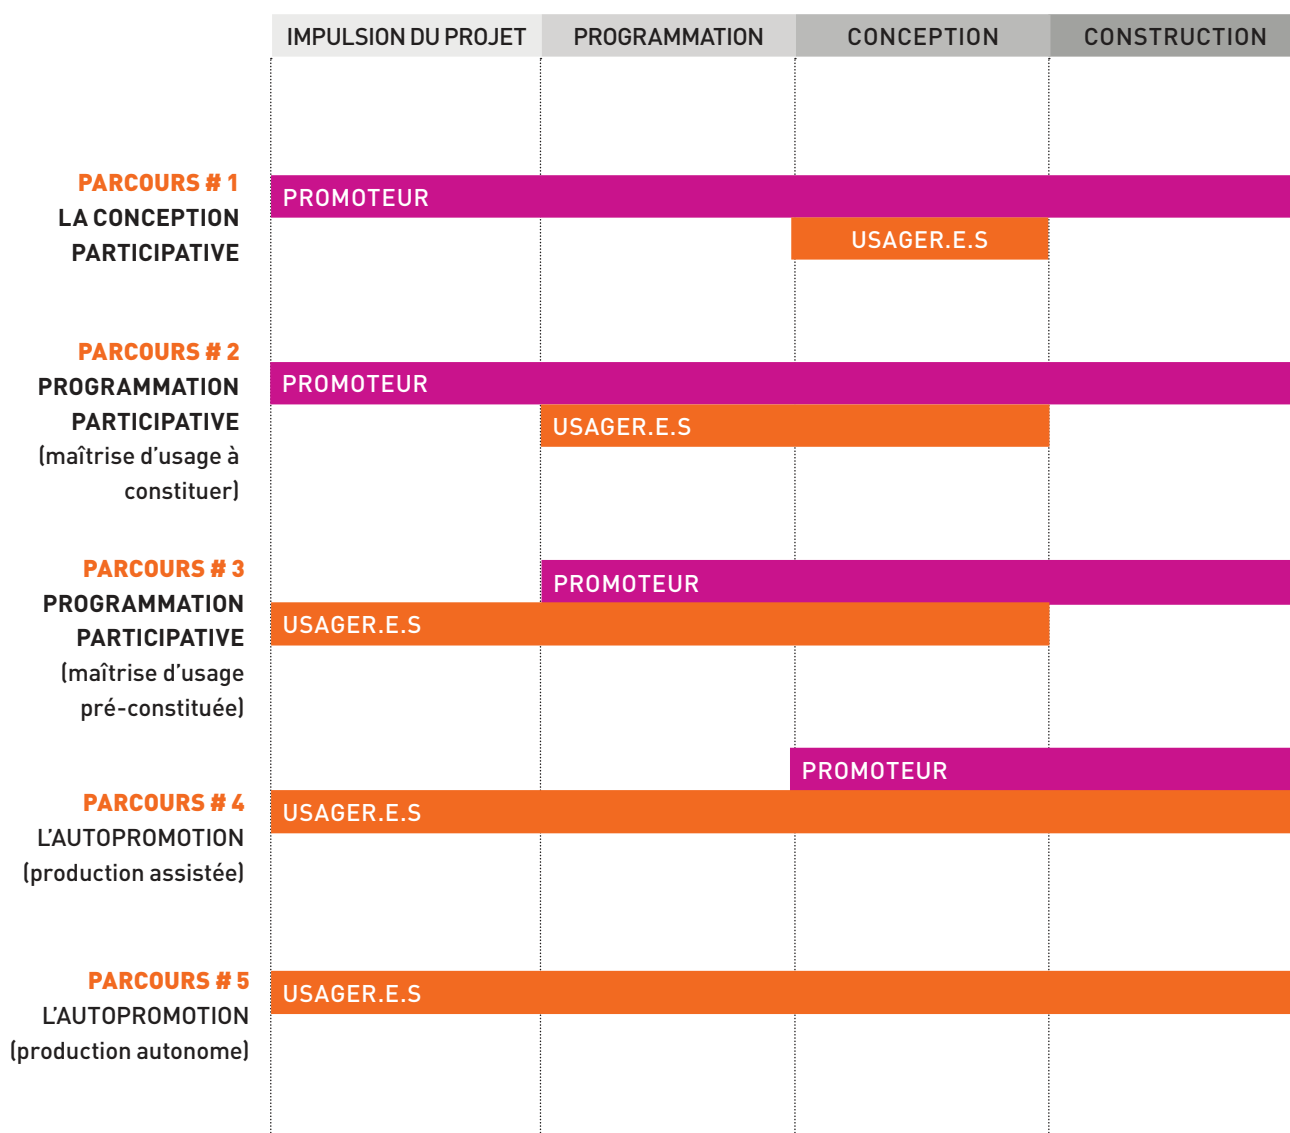 IMPULSION DU PROJET PROGRAMMATION CONCEPTION CONSTRUCTION
PARCOURS # 1
LA CONCEPTION
PARTICIPATIVE
PROMOTEUR
USAGER.E.S
PARCOURS # 2
PROGRAMMATION
PARTICIPATIVE
(maîtrise d’usage à
constituer)
PROMOTEUR
USAGER.E.S
PARCOURS # 3
PROGRAMMATION
PARTICIPATIVE
(maîtrise d’usage
pré-constituée)
PROMOTEUR
USAGER.E.S
PARCOURS # 4
L’AUTOPROMOTION
(production assistée)
PROMOTEUR
USAGER.E.S
PARCOURS # 5
L’AUTOPROMOTION
(production autonome)
USAGER.E.S